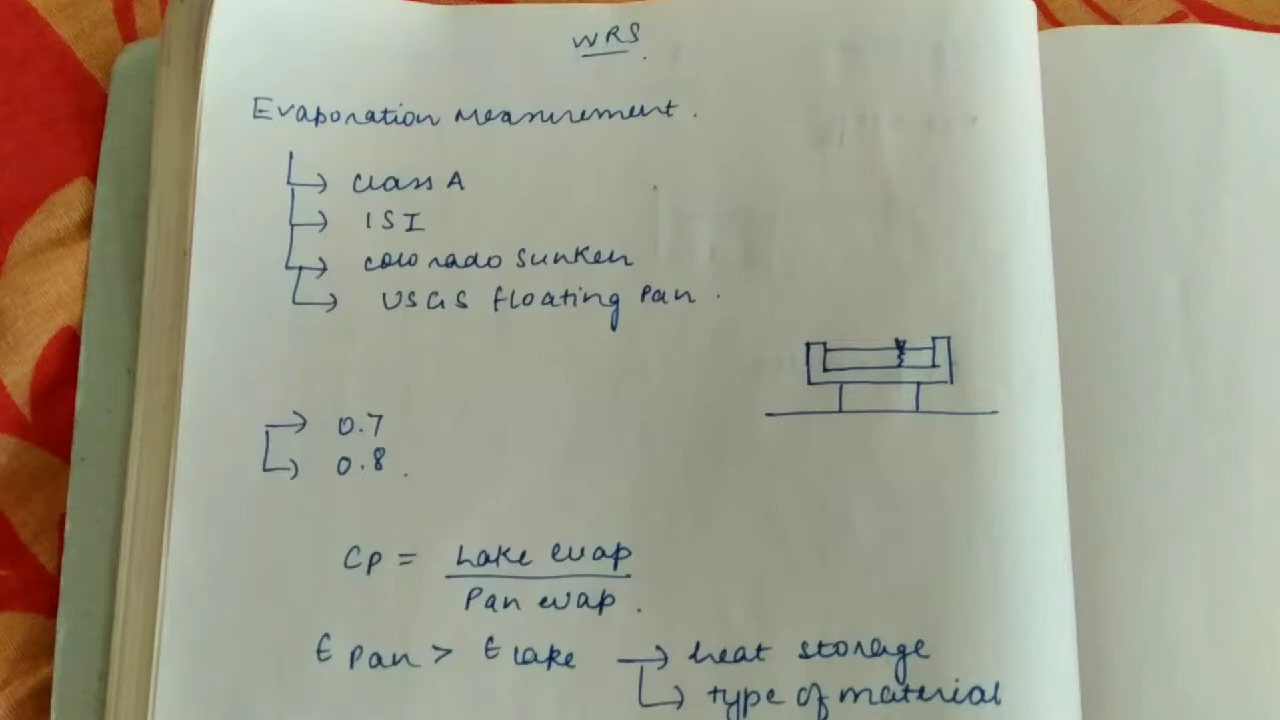 WRS.
Evaporation measurement.
class A
ISI
colorado sunken
USGS floating pan.
0.7
0.8.
Cp = Lake evap
Pan evap.
E Pan > E lake → heat storage
type of material